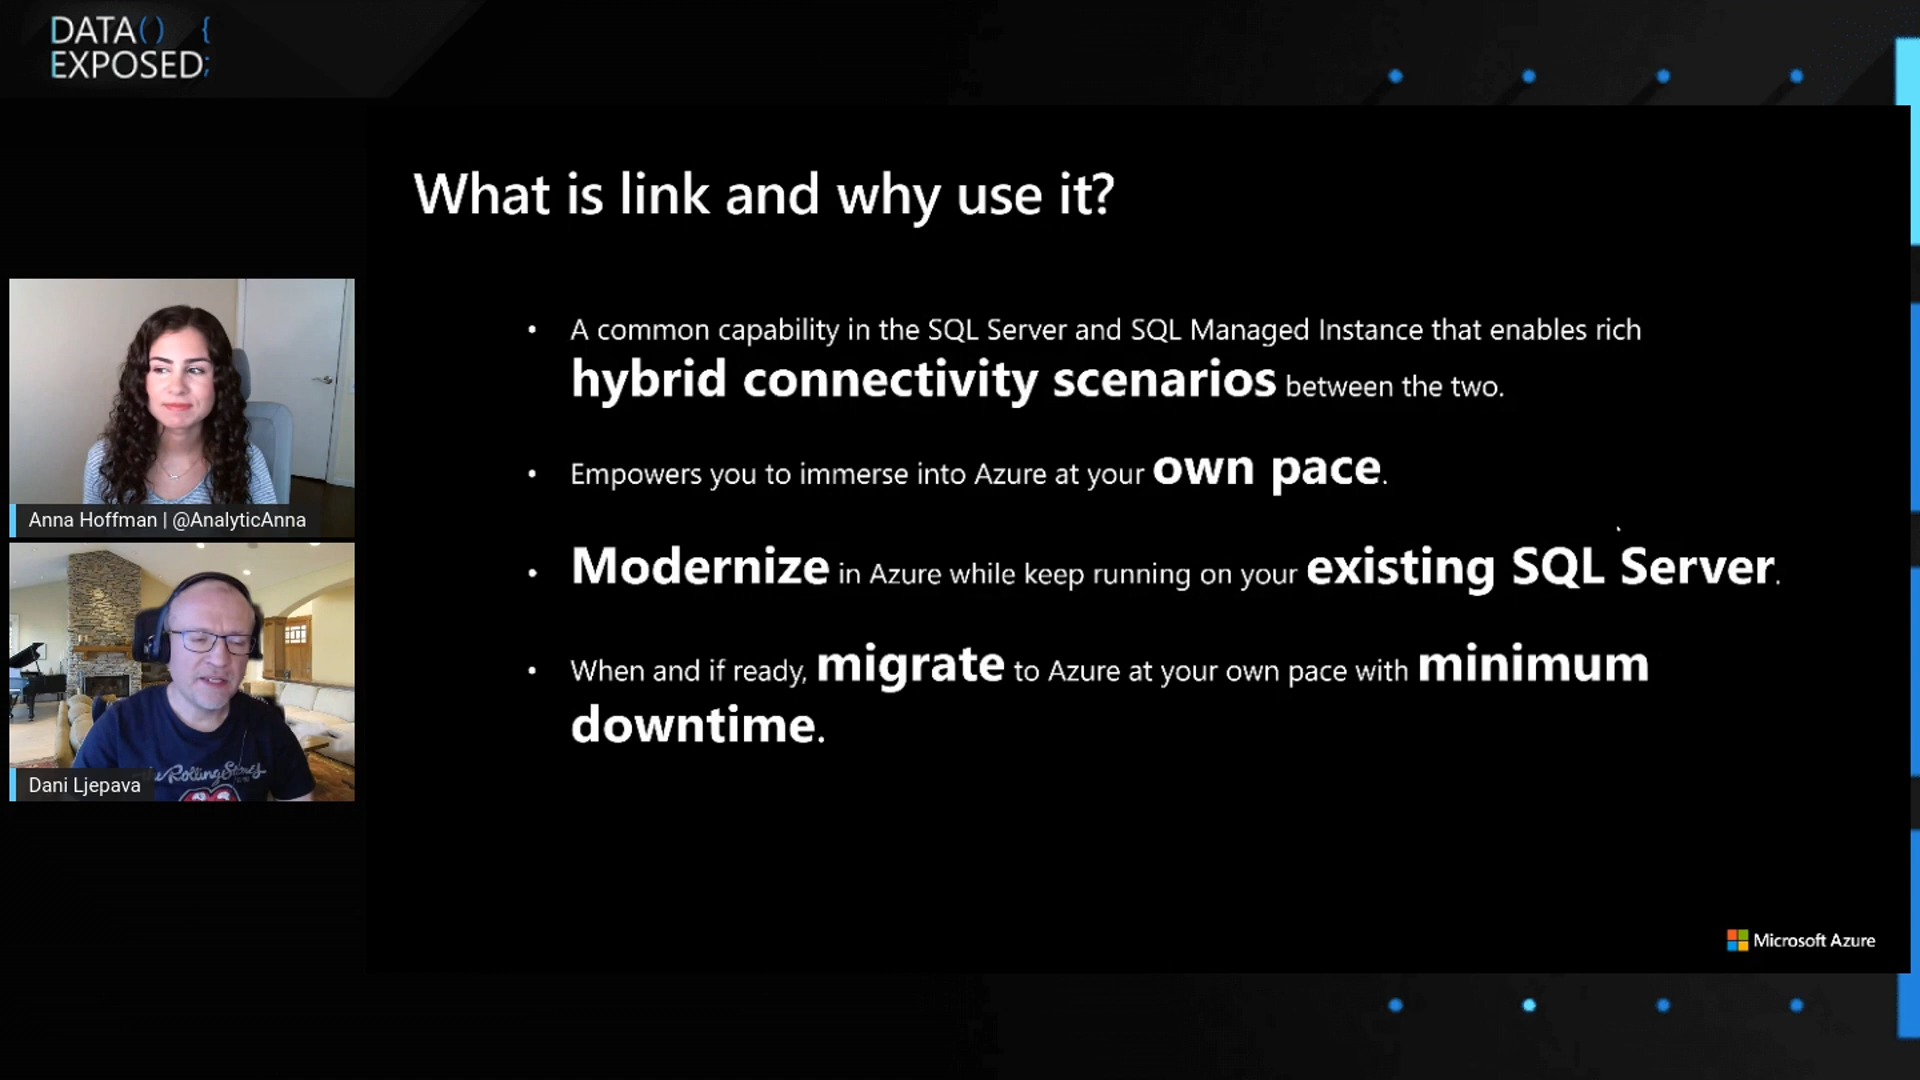 DATA() {
EXPOSED;
What is link and why use it?
• A common capability in the SQL Server and SQL Managed Instance that enables rich
hybrid connectivity scenarios between the two.
• Empowers you to immerse into Azure at your own pace.
• Modernize in Azure while keep running on your existing SQL Server.
• When and if ready, migrate to Azure at your own pace with minimum
downtime.
Anna Hoffman | @AnalyticAnna
the Rolling Stones
Dani Ljepava
Microsoft Azure